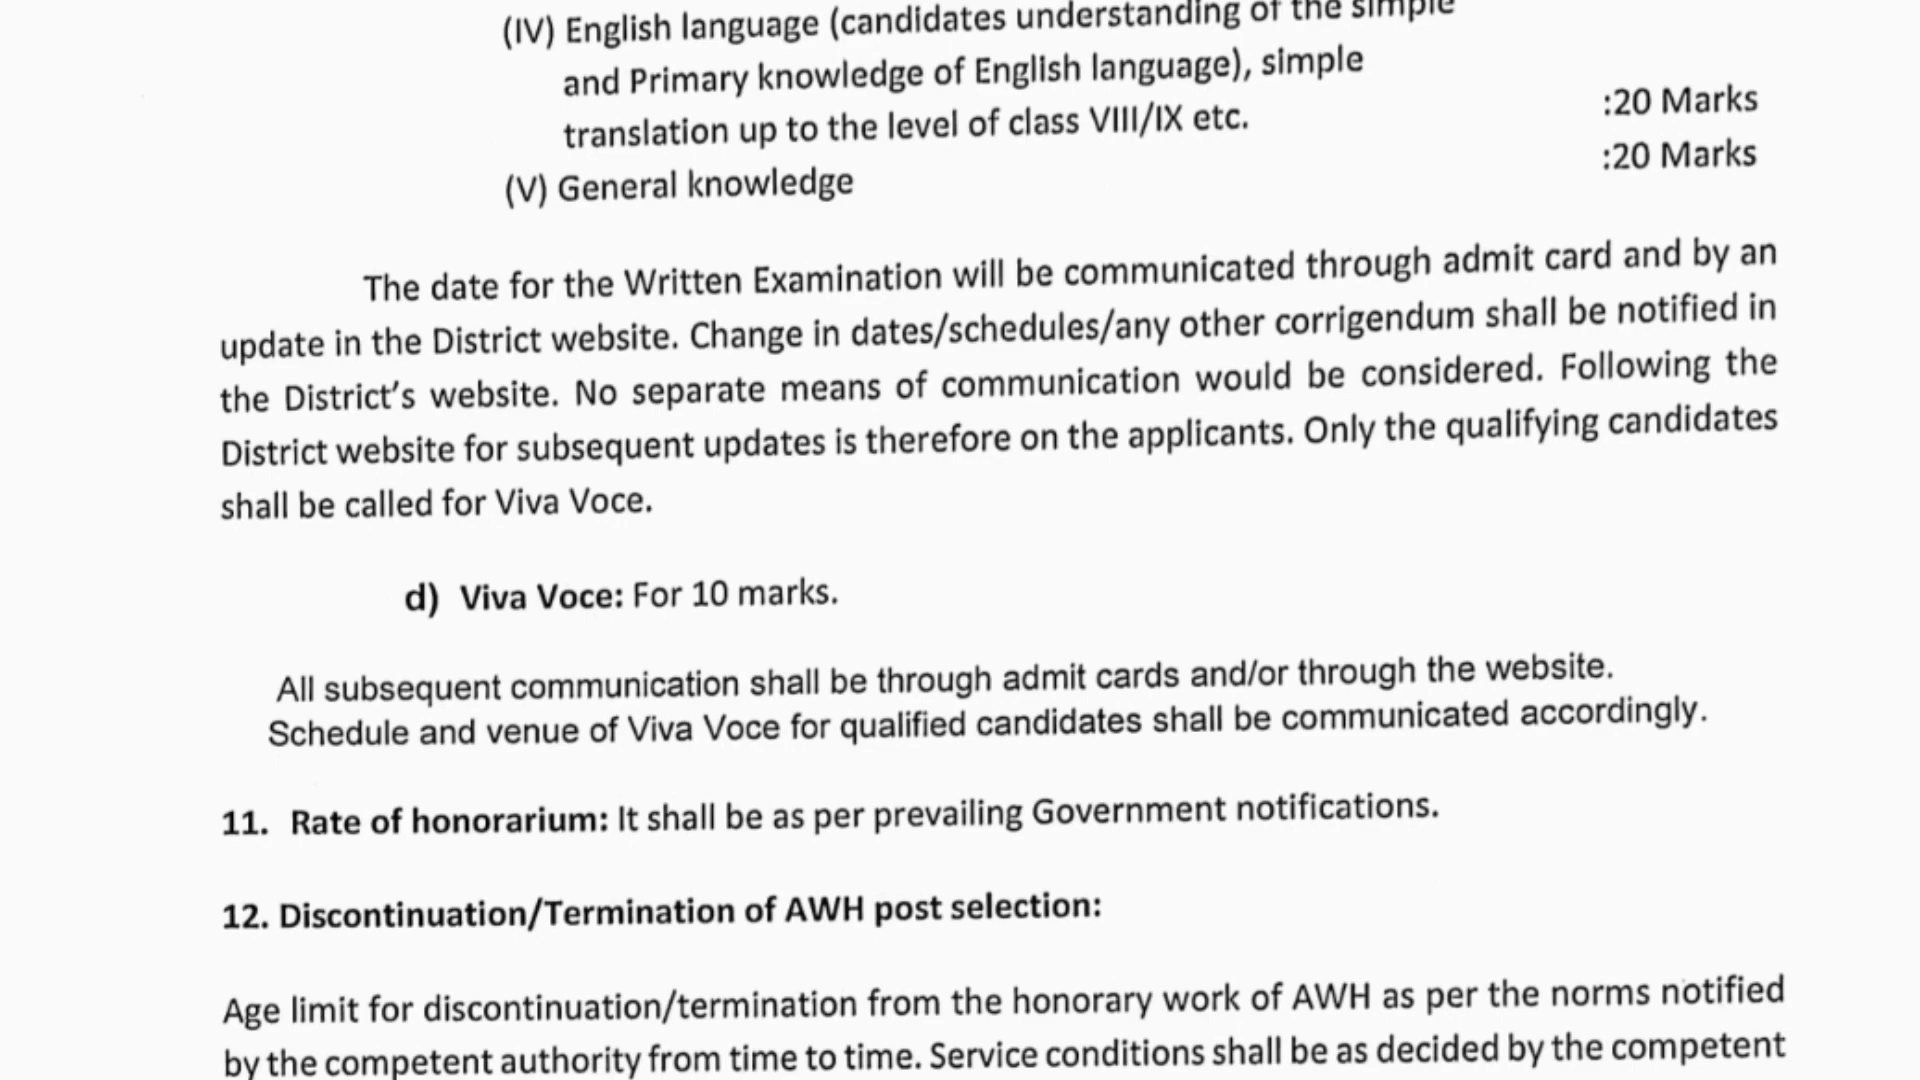 (IV) English language (candidates understanding of the simple
and Primary knowledge of English language), simple
translation up to the level of class VIII/IX etc. :20 Marks
(V) General knowledge :20 Marks
The date for the Written Examination will be communicated through admit card and by an
update in the District website. Change in dates/schedules/any other corrigendum shall be notified in
the District’s website. No separate means of communication would be considered. Following the
District website for subsequent updates is therefore on the applicants. Only the qualifying candidates
shall be called for Viva Voce.
d) Viva Voce: For 10 marks.
All subsequent communication shall be through admit cards and/or through the website.
Schedule and venue of Viva Voce for qualified candidates shall be communicated accordingly.
11. Rate of honorarium: It shall be as per prevailing Government notifications.
12. Discontinuation/Termination of AWH post selection:
Age limit for discontinuation/termination from the honorary work of AWH as per the norms notified
by the competent authority from time to time. Service conditions shall be as decided by the competent